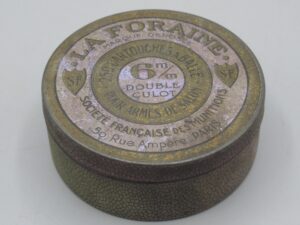 LA FORAINE
MARQUE DÉPOSÉE
CARTOUCHES A BALLE
6 m/m
DOUBLE
CULOT
POUR ARMES DE SALON
SOCIÉTÉ FRANÇAISE DES MUNITIONS
50, Rue Ampère, PARIS